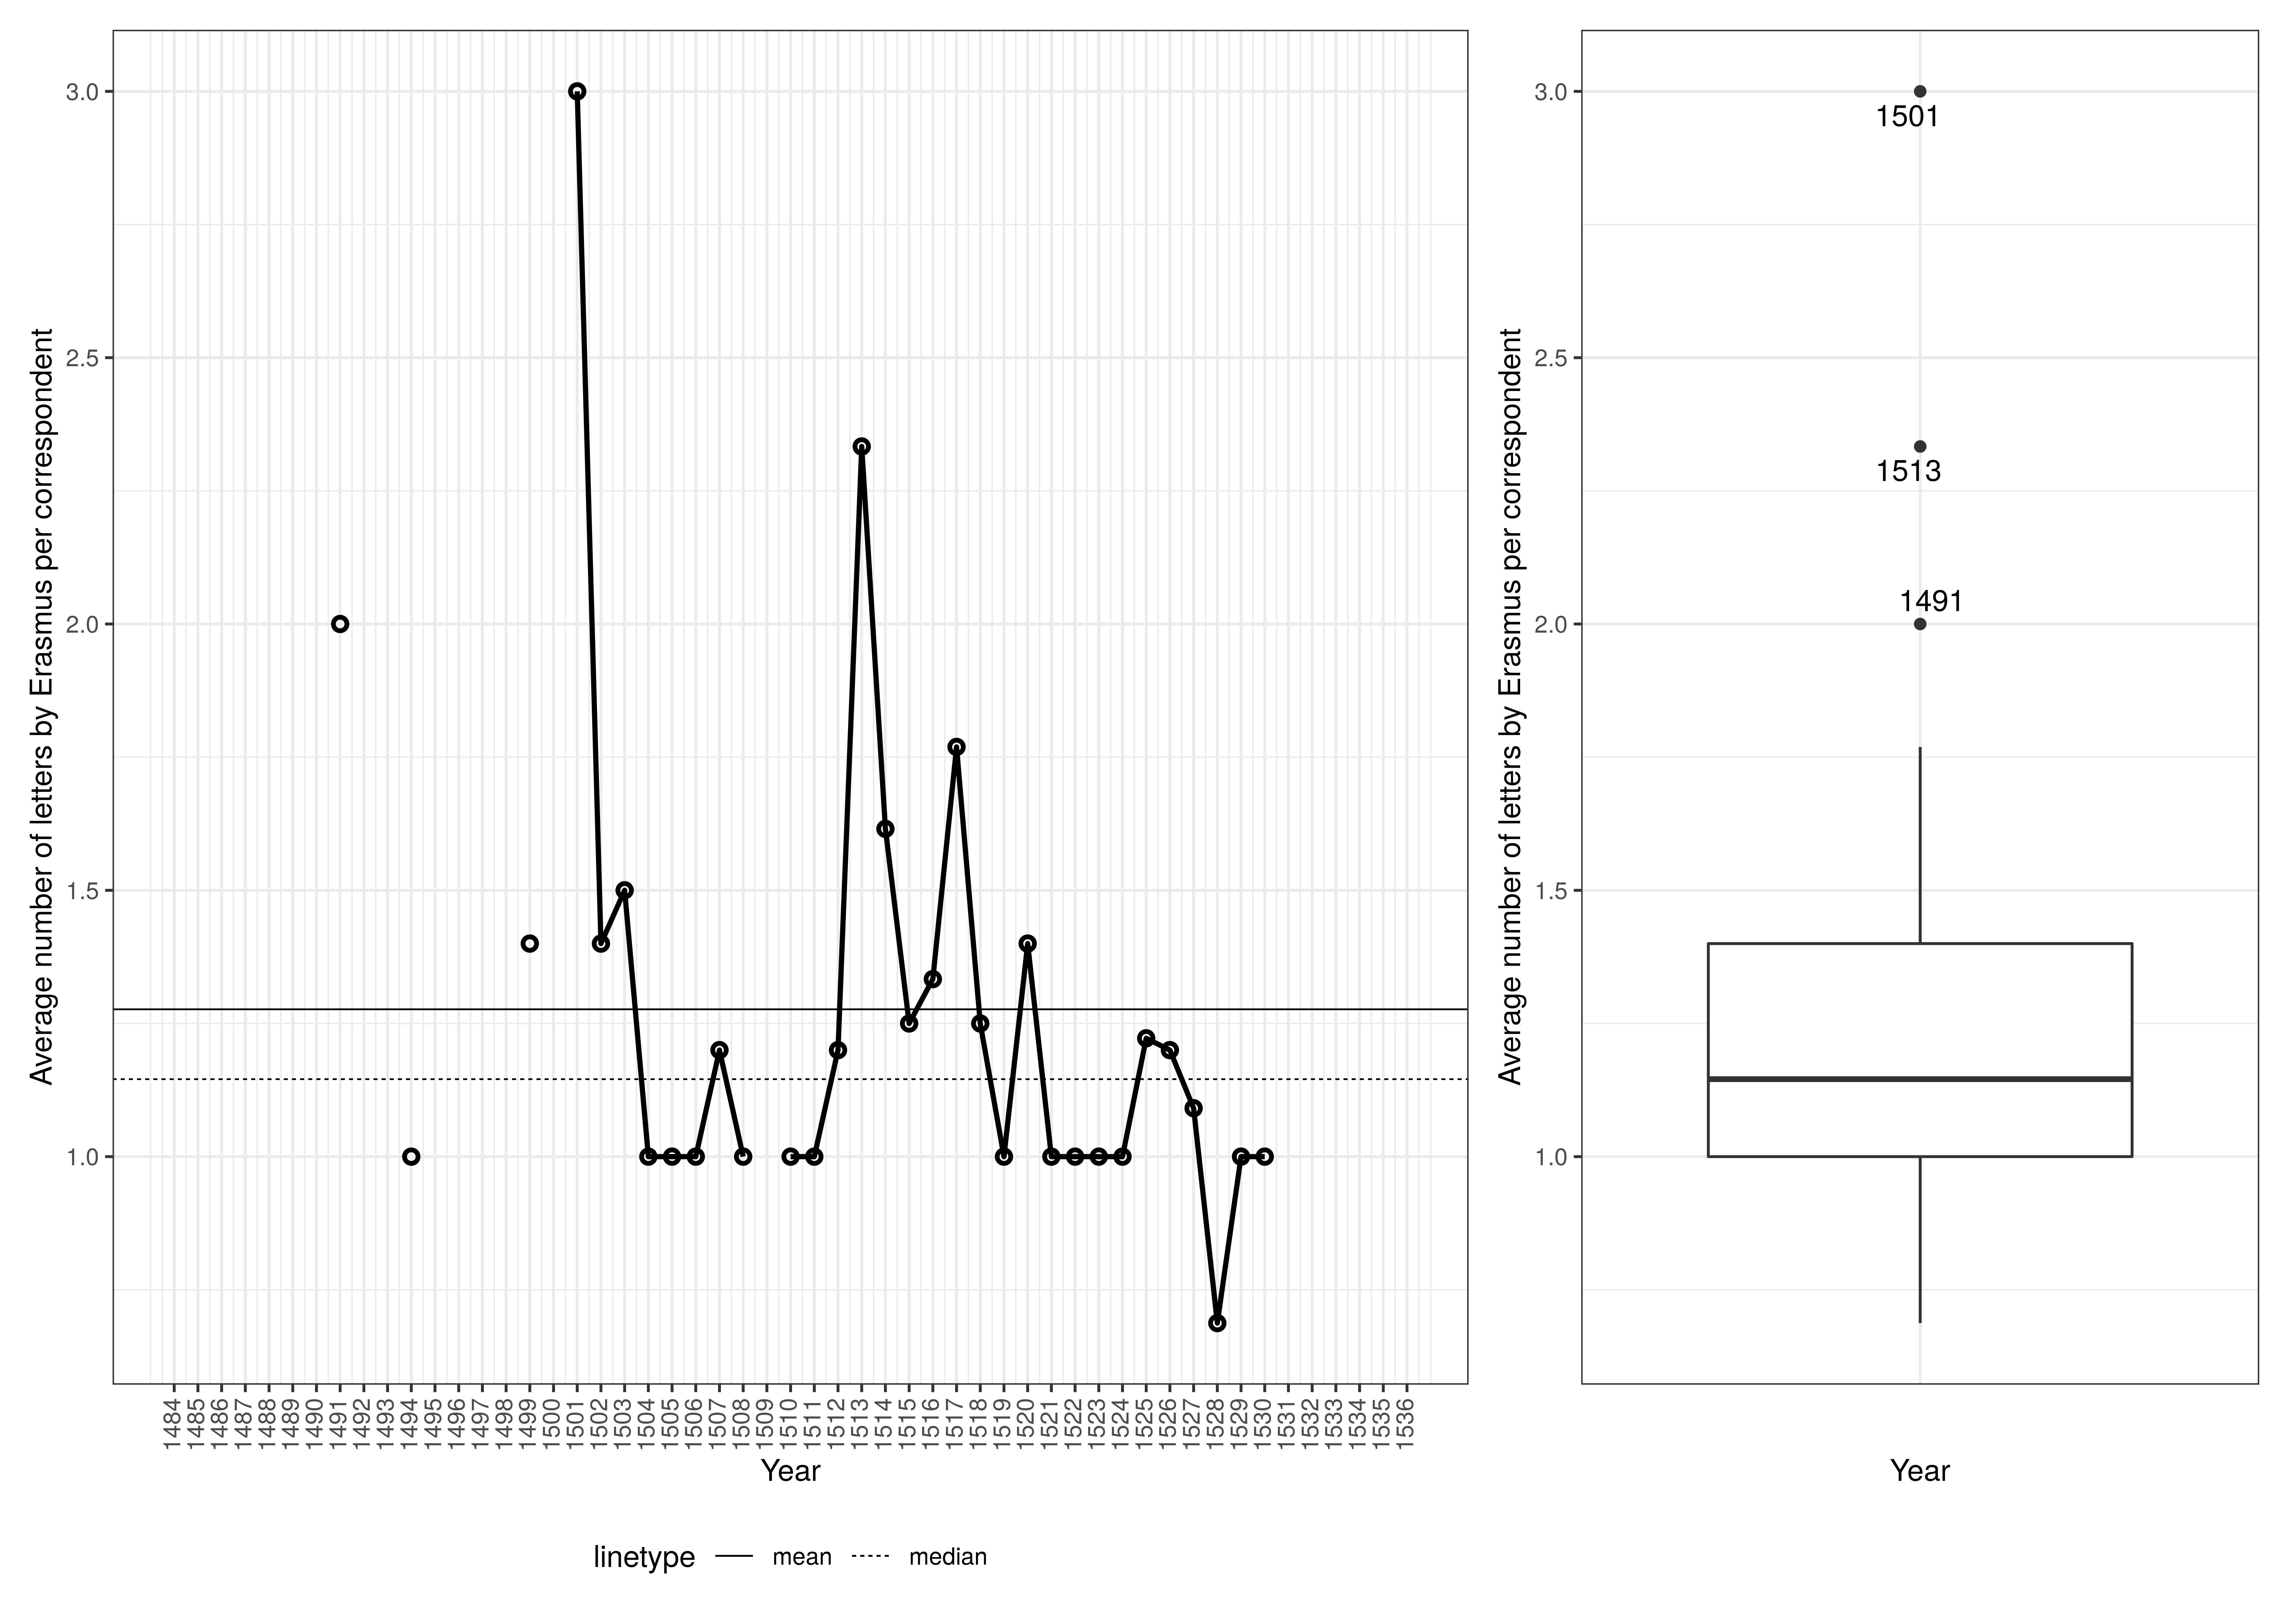 Average number of letters by Erasmus per correspondent
3.0
2.5
2.0
1.5
1.0
1484 1485 1486 1487 1488 1489 1490 1491 1492 1493 1494 1495 1496 1497 1498 1499 1500 1501 1502 1503 1504 1505 1506 1507 1508 1509 1510 1511 1512 1513 1514 1515 1516 1517 1518 1519 1520 1521 1522 1523 1524 1525 1526 1527 1528 1529 1530 1531 1532 1533 1534 1535 1536
Year
linetype mean median
Average number of letters by Erasmus per correspondent
3.0
2.5
2.0
1.5
1.0
1501
1513
1491
Year